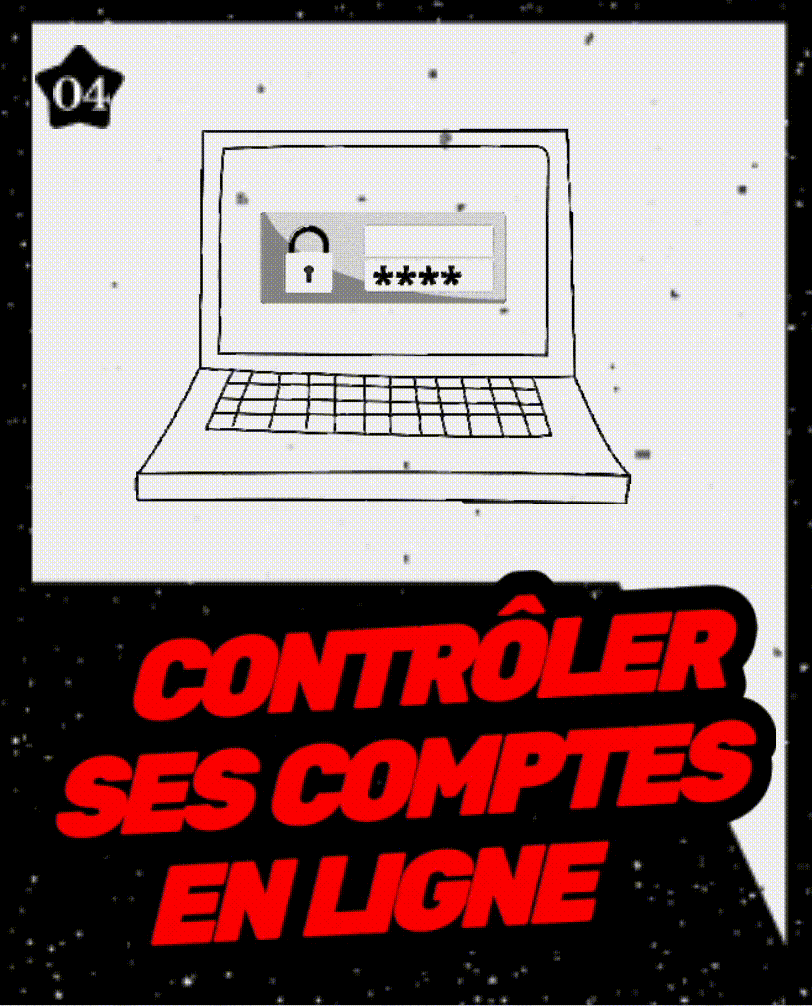 04
****
CONTRÔLER
SES COMPTES
EN LIGNE